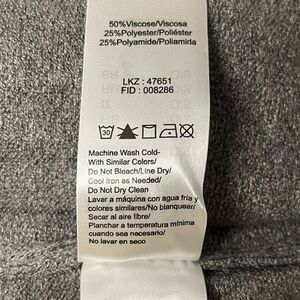 50%Viscose/Viscosa
25%Polyester/Poliéster
25%Polyamide/Poliamida
LKZ : 47651
FID : 008286
30
Machine Wash Cold-
With Similar Colors/
Do Not Bleach/Line Dry/
Cool Iron as Needed/
Do Not Dry Clean
Lavar a máquina con agua fría y
colores similares/No blanquear/
Secar al aire libre/
Planchar a temperatura mínima
cuando sea necesario/
No lavar en seco